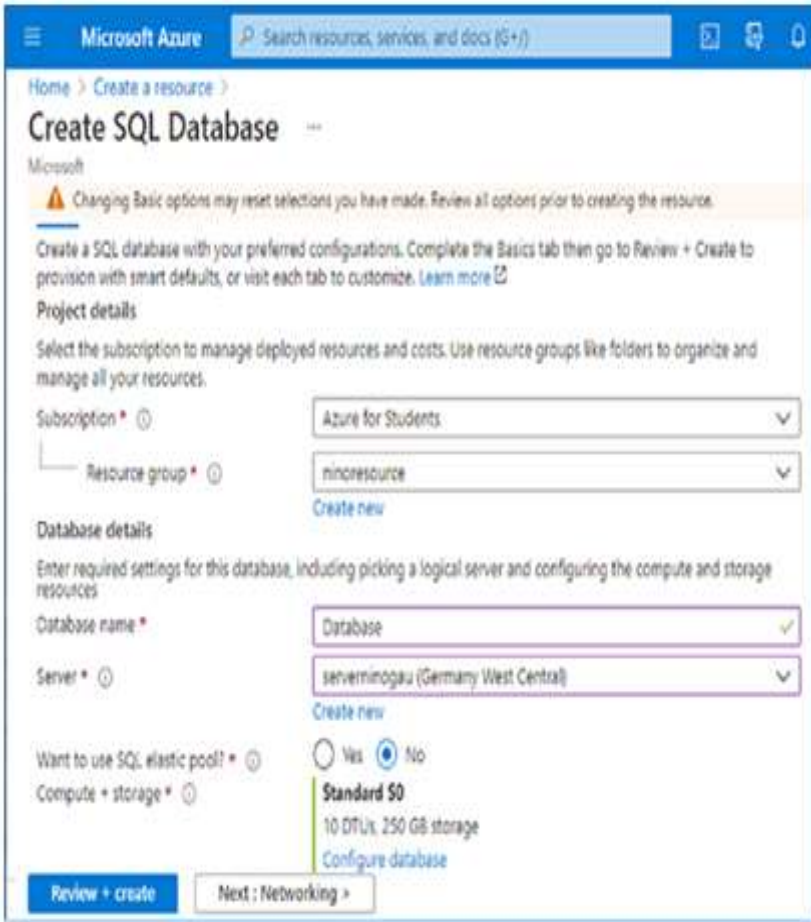 Microsoft Azure
Search resources, services, and docs (G+/)
Home > Create a resource >
Create SQL Database ...
Microsoft
Changing Basic options may reset selections you have made. Review all options prior to creating the resource.
Create a SQL database with your preferred configurations. Complete the Basics tab then go to Review + Create to
provision with smart defaults, or visit each tab to customize. Learn more
Project details
Select the subscription to manage deployed resources and costs. Use resource groups like folders to organize and
manage all your resources.
Subscription *
Azure for Students
Resource group *
ninoresource
Create new
Database details
Enter required settings for this database, including picking a logical server and configuring the compute and storage
resources
Database name *
Database
Server *
serverninogau (Germany West Central)
Create new
Want to use SQL elastic pool? *
Yes
No
Compute + storage *
Standard S0
10 DTUs, 250 GB storage
Configure database
Review + create
Next : Networking >